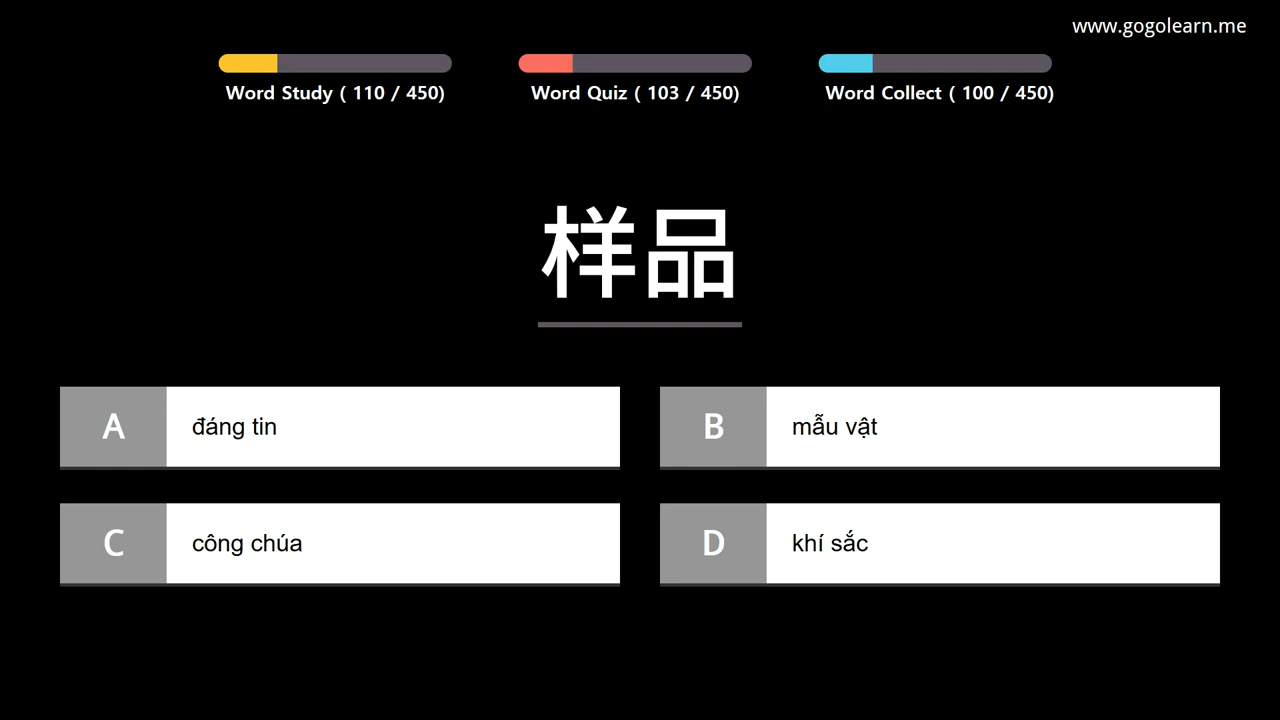 www.gogolearn.me
Word Study ( 110 / 450)
Word Quiz ( 103 / 450)
Word Collect ( 100 / 450)
样品
A
đáng tin
B
mẫu vật
C
công chúa
D
khí sắc